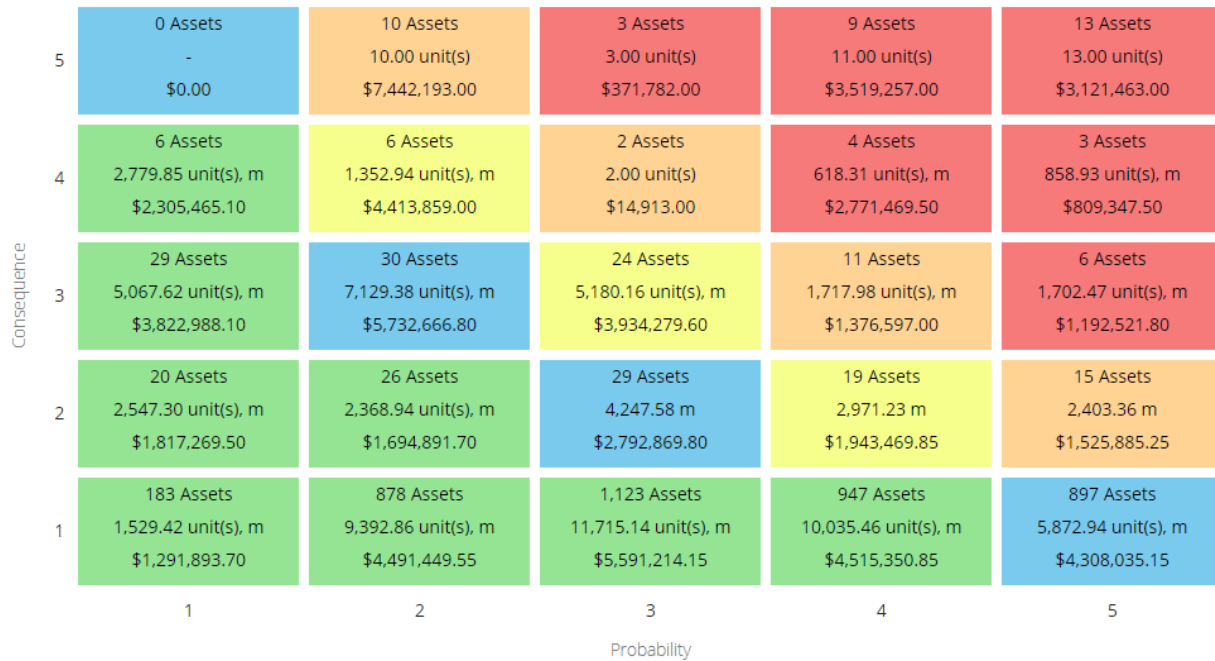 0 Assets
-
$0.00
10 Assets
10.00 unit(s)
$7,442,193.00
3 Assets
3.00 unit(s)
$371,782.00
9 Assets
11.00 unit(s)
$3,519,257.00
13 Assets
13.00 unit(s)
$3,121,463.00
5
6 Assets
2,779.85 unit(s), m
$2,305,465.10
6 Assets
1,352.94 unit(s), m
$4,413,859.00
2 Assets
2.00 unit(s)
$14,913.00
4 Assets
618.31 unit(s), m
$2,771,469.50
3 Assets
858.93 unit(s), m
$809,347.50
4
29 Assets
5,067.62 unit(s), m
$3,822,988.10
30 Assets
7,129.38 unit(s), m
$5,732,666.80
24 Assets
5,180.16 unit(s), m
$3,934,279.60
11 Assets
1,717.98 unit(s), m
$1,376,597.00
6 Assets
1,702.47 unit(s), m
$1,192,521.80
3
Consequence
20 Assets
2,547.30 unit(s), m
$1,817,269.50
26 Assets
2,368.94 unit(s), m
$1,694,891.70
29 Assets
4,247.58 m
$2,792,869.80
19 Assets
2,971.23 m
$1,943,469.85
15 Assets
2,403.36 m
$1,525,885.25
2
183 Assets
1,529.42 unit(s), m
$1,291,893.70
878 Assets
9,392.86 unit(s), m
$4,491,449.55
1,123 Assets
11,715.14 unit(s), m
$5,591,214.15
947 Assets
10,035.46 unit(s), m
$4,515,350.85
897 Assets
5,872.94 unit(s), m
$4,308,035.15
1
1
2
3
4
5
Probability